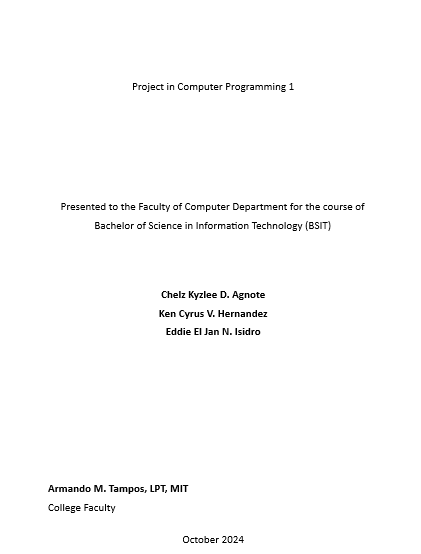 Project in Computer Programming 1
Presented to the Faculty of Computer Department for the course of
Bachelor of Science in Information Technology (BSIT)
Chelz Kyzlee D. Agnote
Ken Cyrus V. Hernandez
Eddie El Jan N. Isidro
Armando M. Tampos, LPT, MIT
College Faculty
October 2024